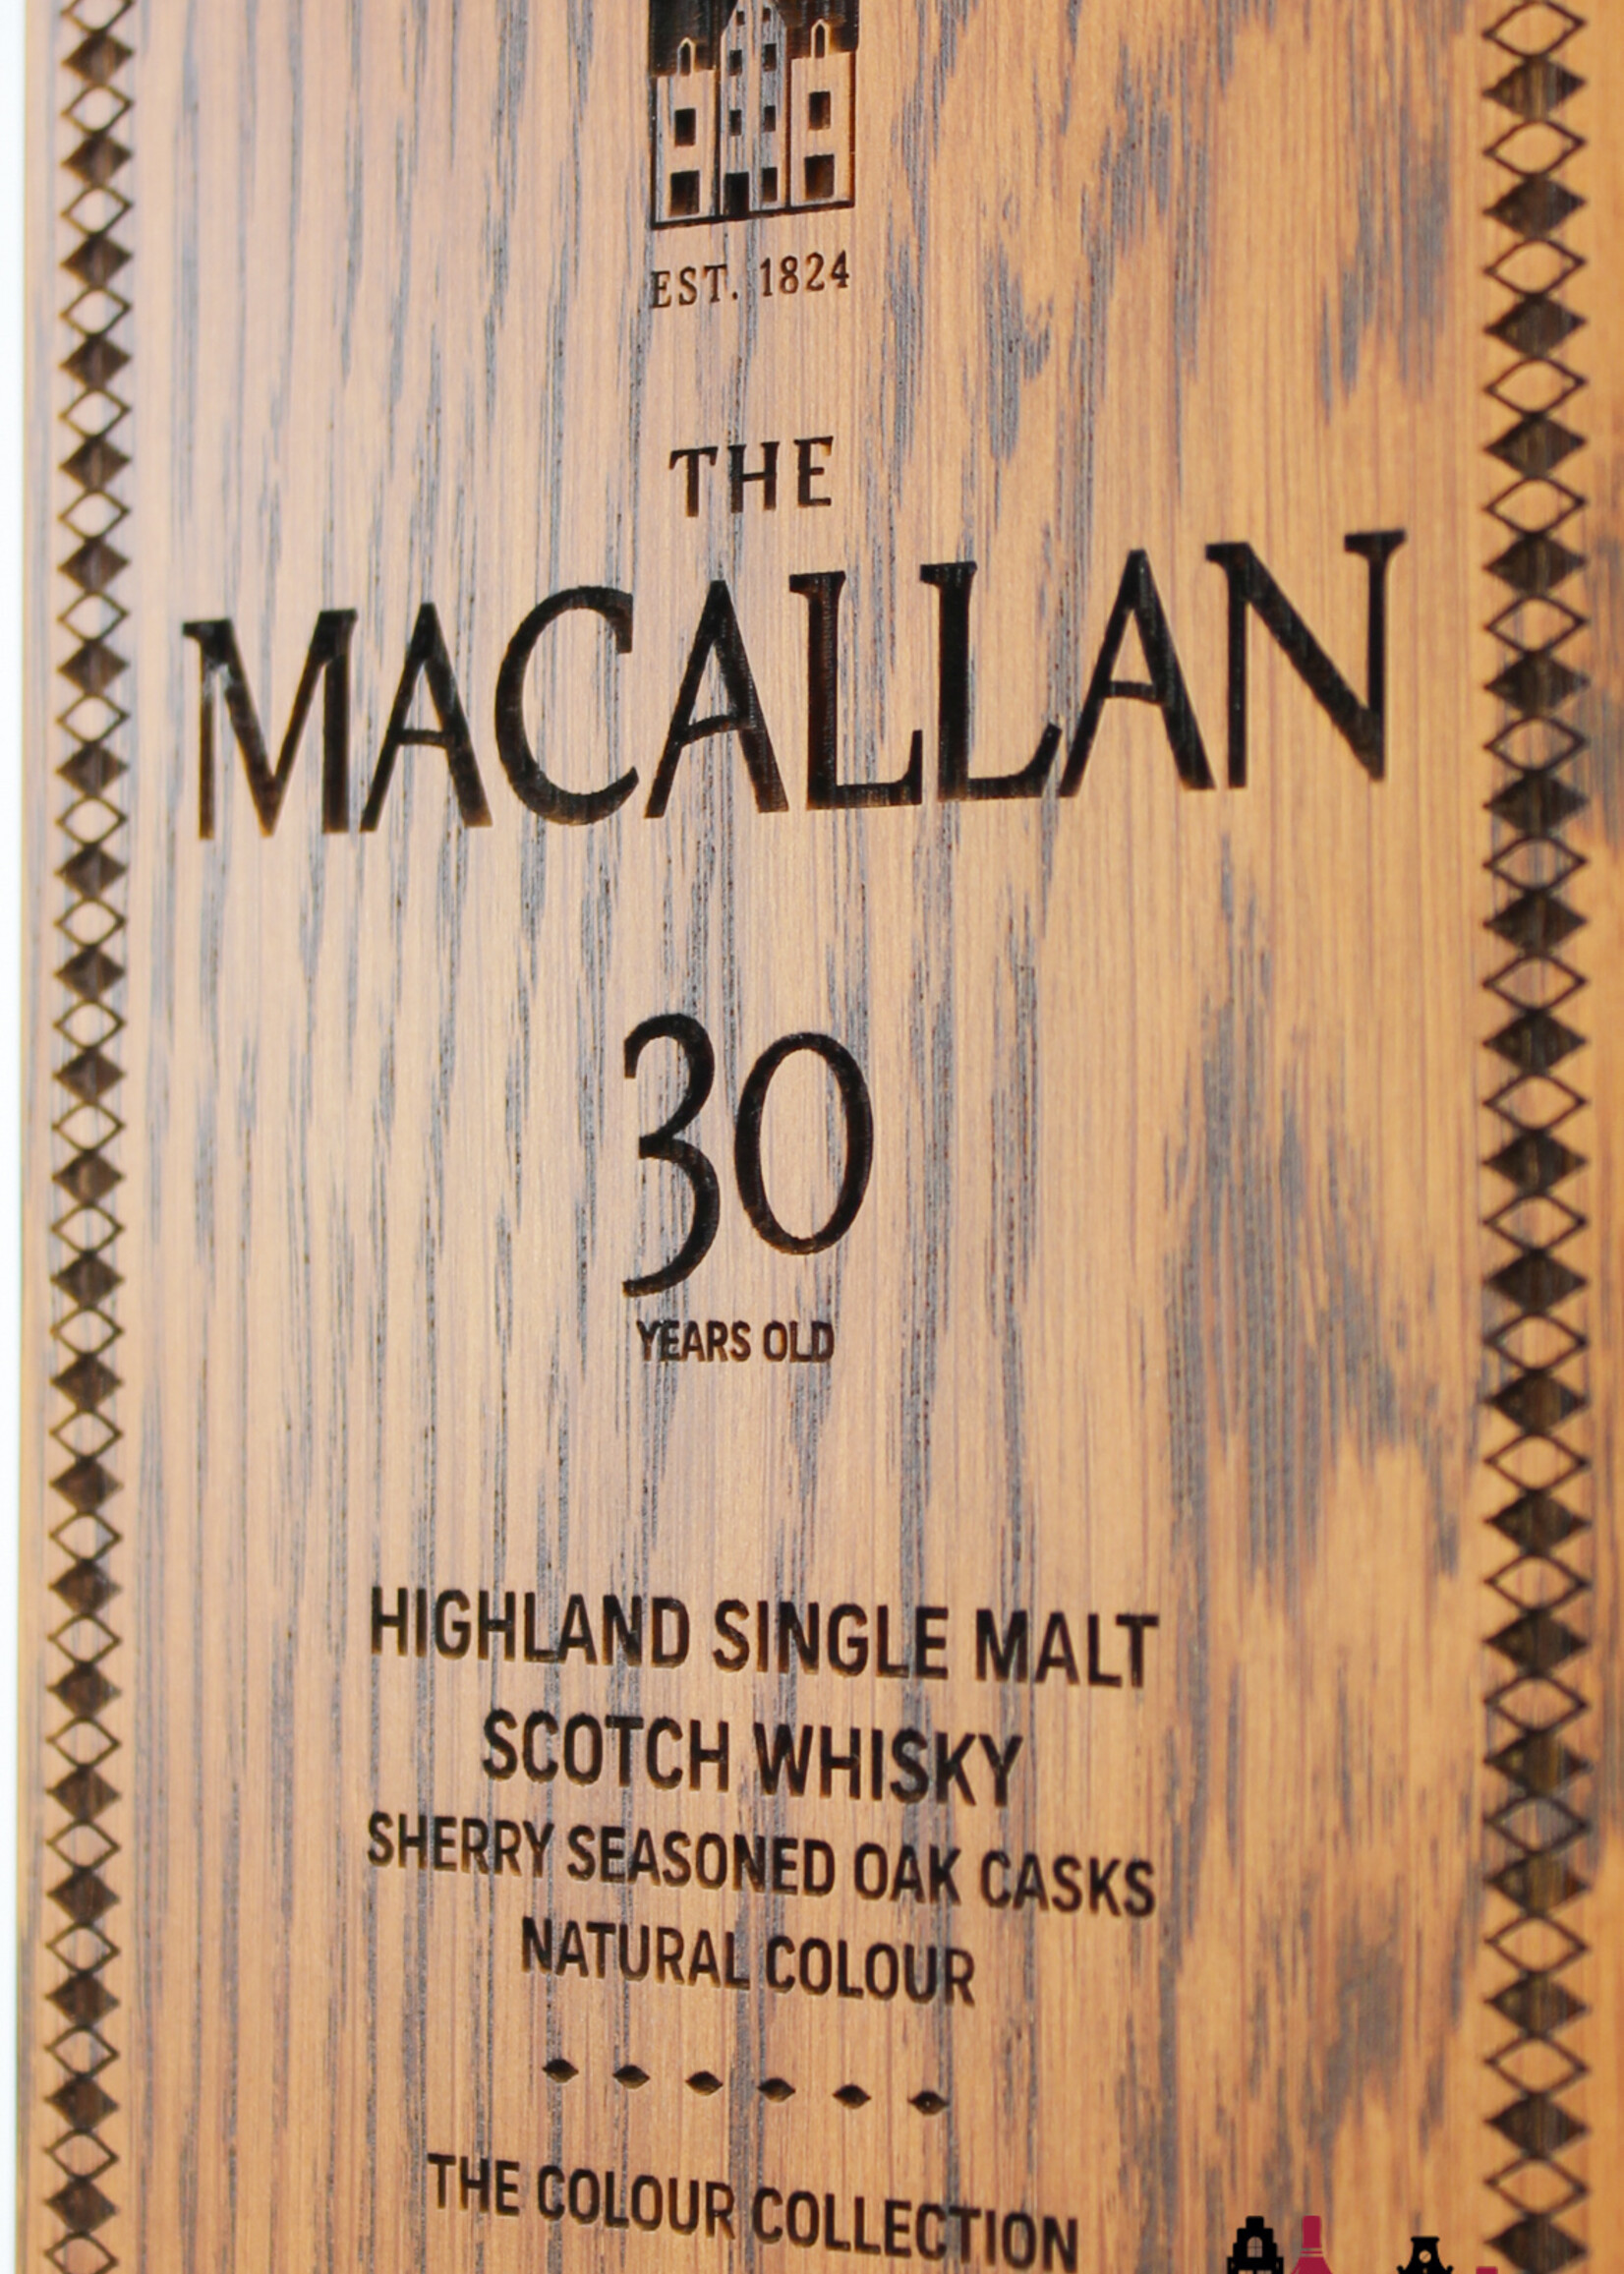 EST. 1824
THE
MACALLAN
30
YEARS OLD
HIGHLAND SINGLE MALT
SCOTCH WHISKY
SHERRY SEASONED OAK CASKS
NATURAL COLOUR
THE COLOUR COLLECTION